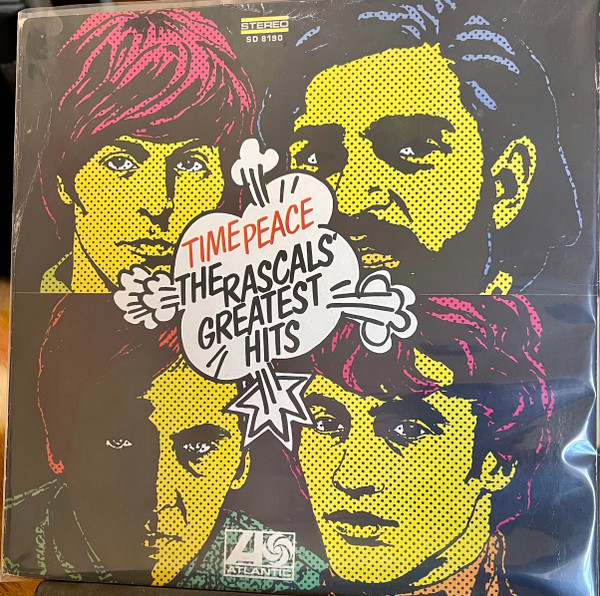 STEREO
SD 8190
TIME PEACE
THE RASCALS'
GREATEST
HITS
ATLANTIC